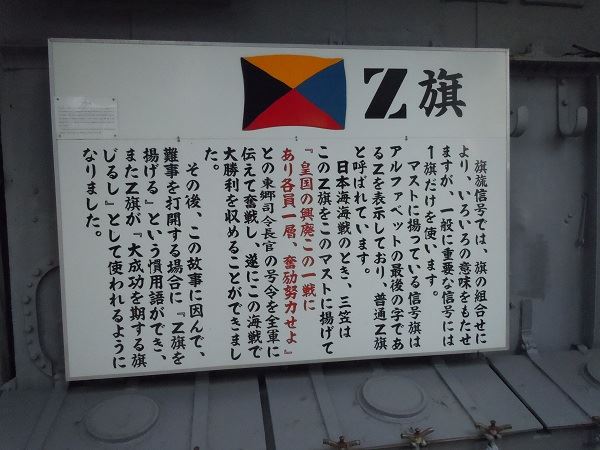 Z旗
旗旒信号では、旗の組合せに
より、いろいろの意味をもたせ
ますが、一般に重要な信号には
1旗だけを使います。
マストに揚っている信号旗は
アルファベットの最後の字であ
るZを表示しており、普通Z旗
と呼ばれています。
日本海海戦のとき、三笠は
このZ旗をこのマストに揚げて
『皇国の興廃この一戦に
あり各員一層、奮励努力せよ』
との東郷司令長官の号令を全軍に
伝えて奮戦し、遂にこの海戦で
大勝利を収めることができまし
た。
その後、この故事に因んで、
難事を打開する場合に『Z旗を
揚げる』という慣用語ができ、
またZ旗が『大成功を期する旗
じるし』として使われるように
なりました。